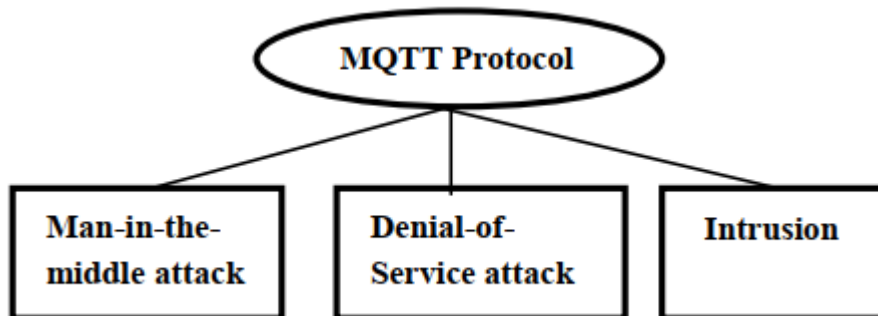 MQTT Protocol
Man-in-the-
middle attack
Denial-of-
Service attack
Intrusion